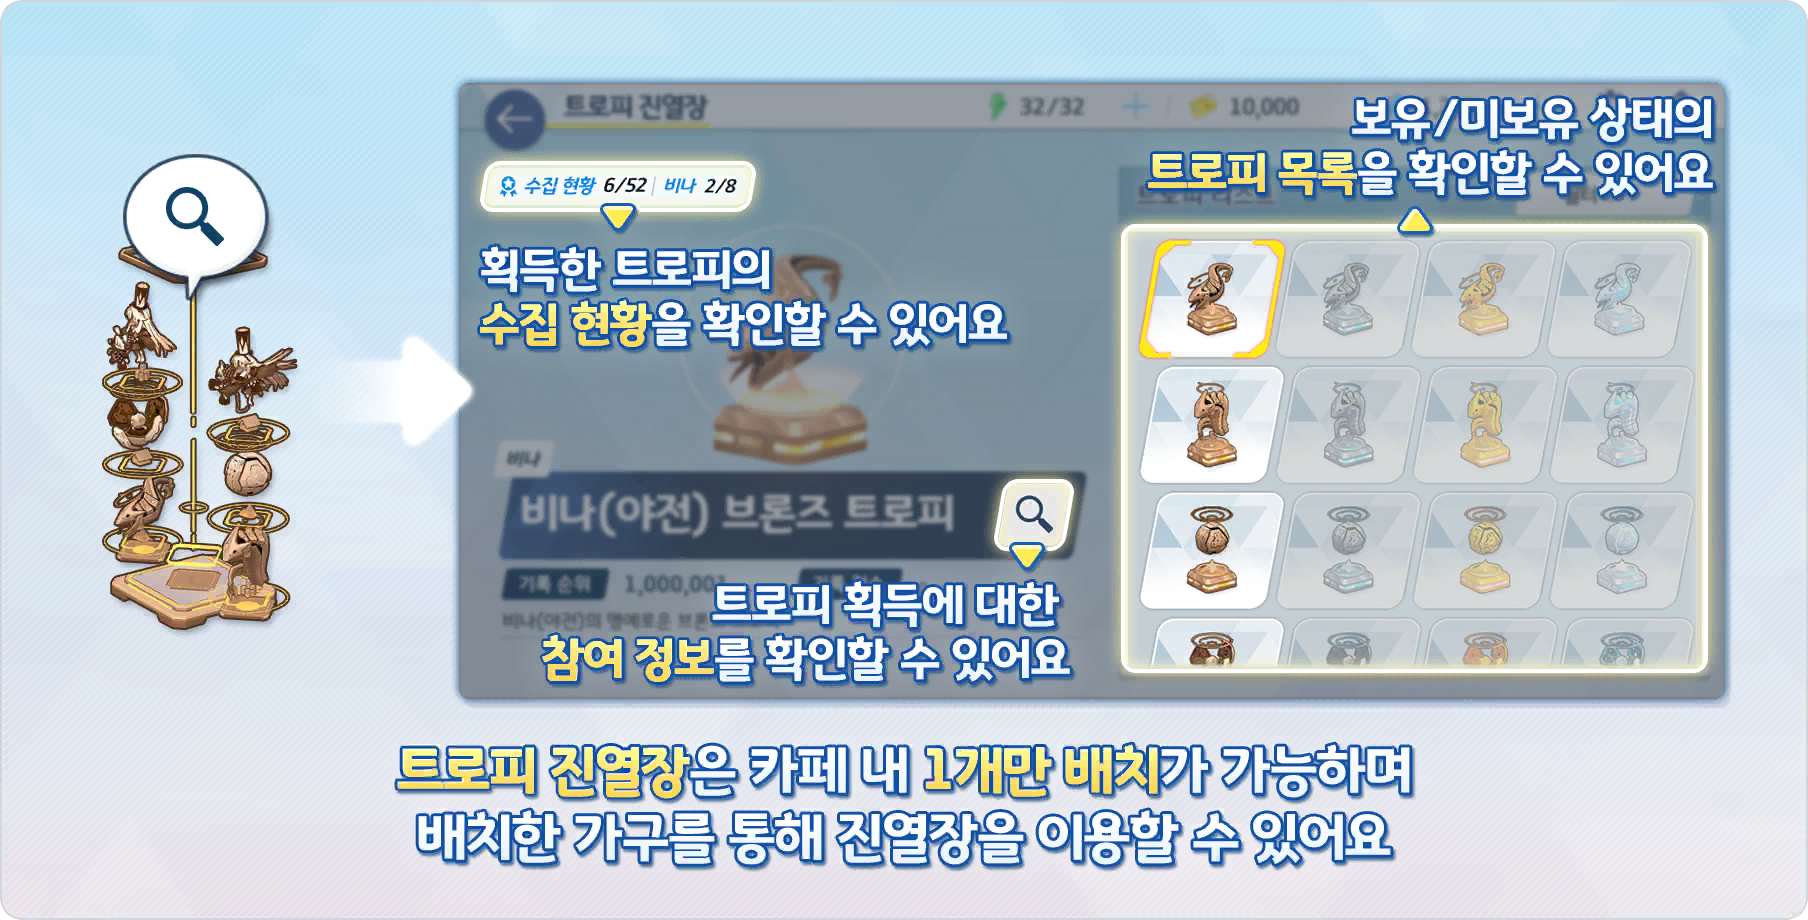 트로피 진열장
32/32
10,000
보유/미보유 상태의
트로피 목록을 확인할 수 있어요
수집 현황 6/52 비나 2/8
획득한 트로피의
수집 현황을 확인할 수 있어요
비나
비나(야전) 브론즈 트로피
기록 순위
트로피 획득에 대한
참여 정보를 확인할 수 있어요
트로피 진열장은 카페 내 1개만 배치가 가능하며
배치한 가구를 통해 진열장을 이용할 수 있어요